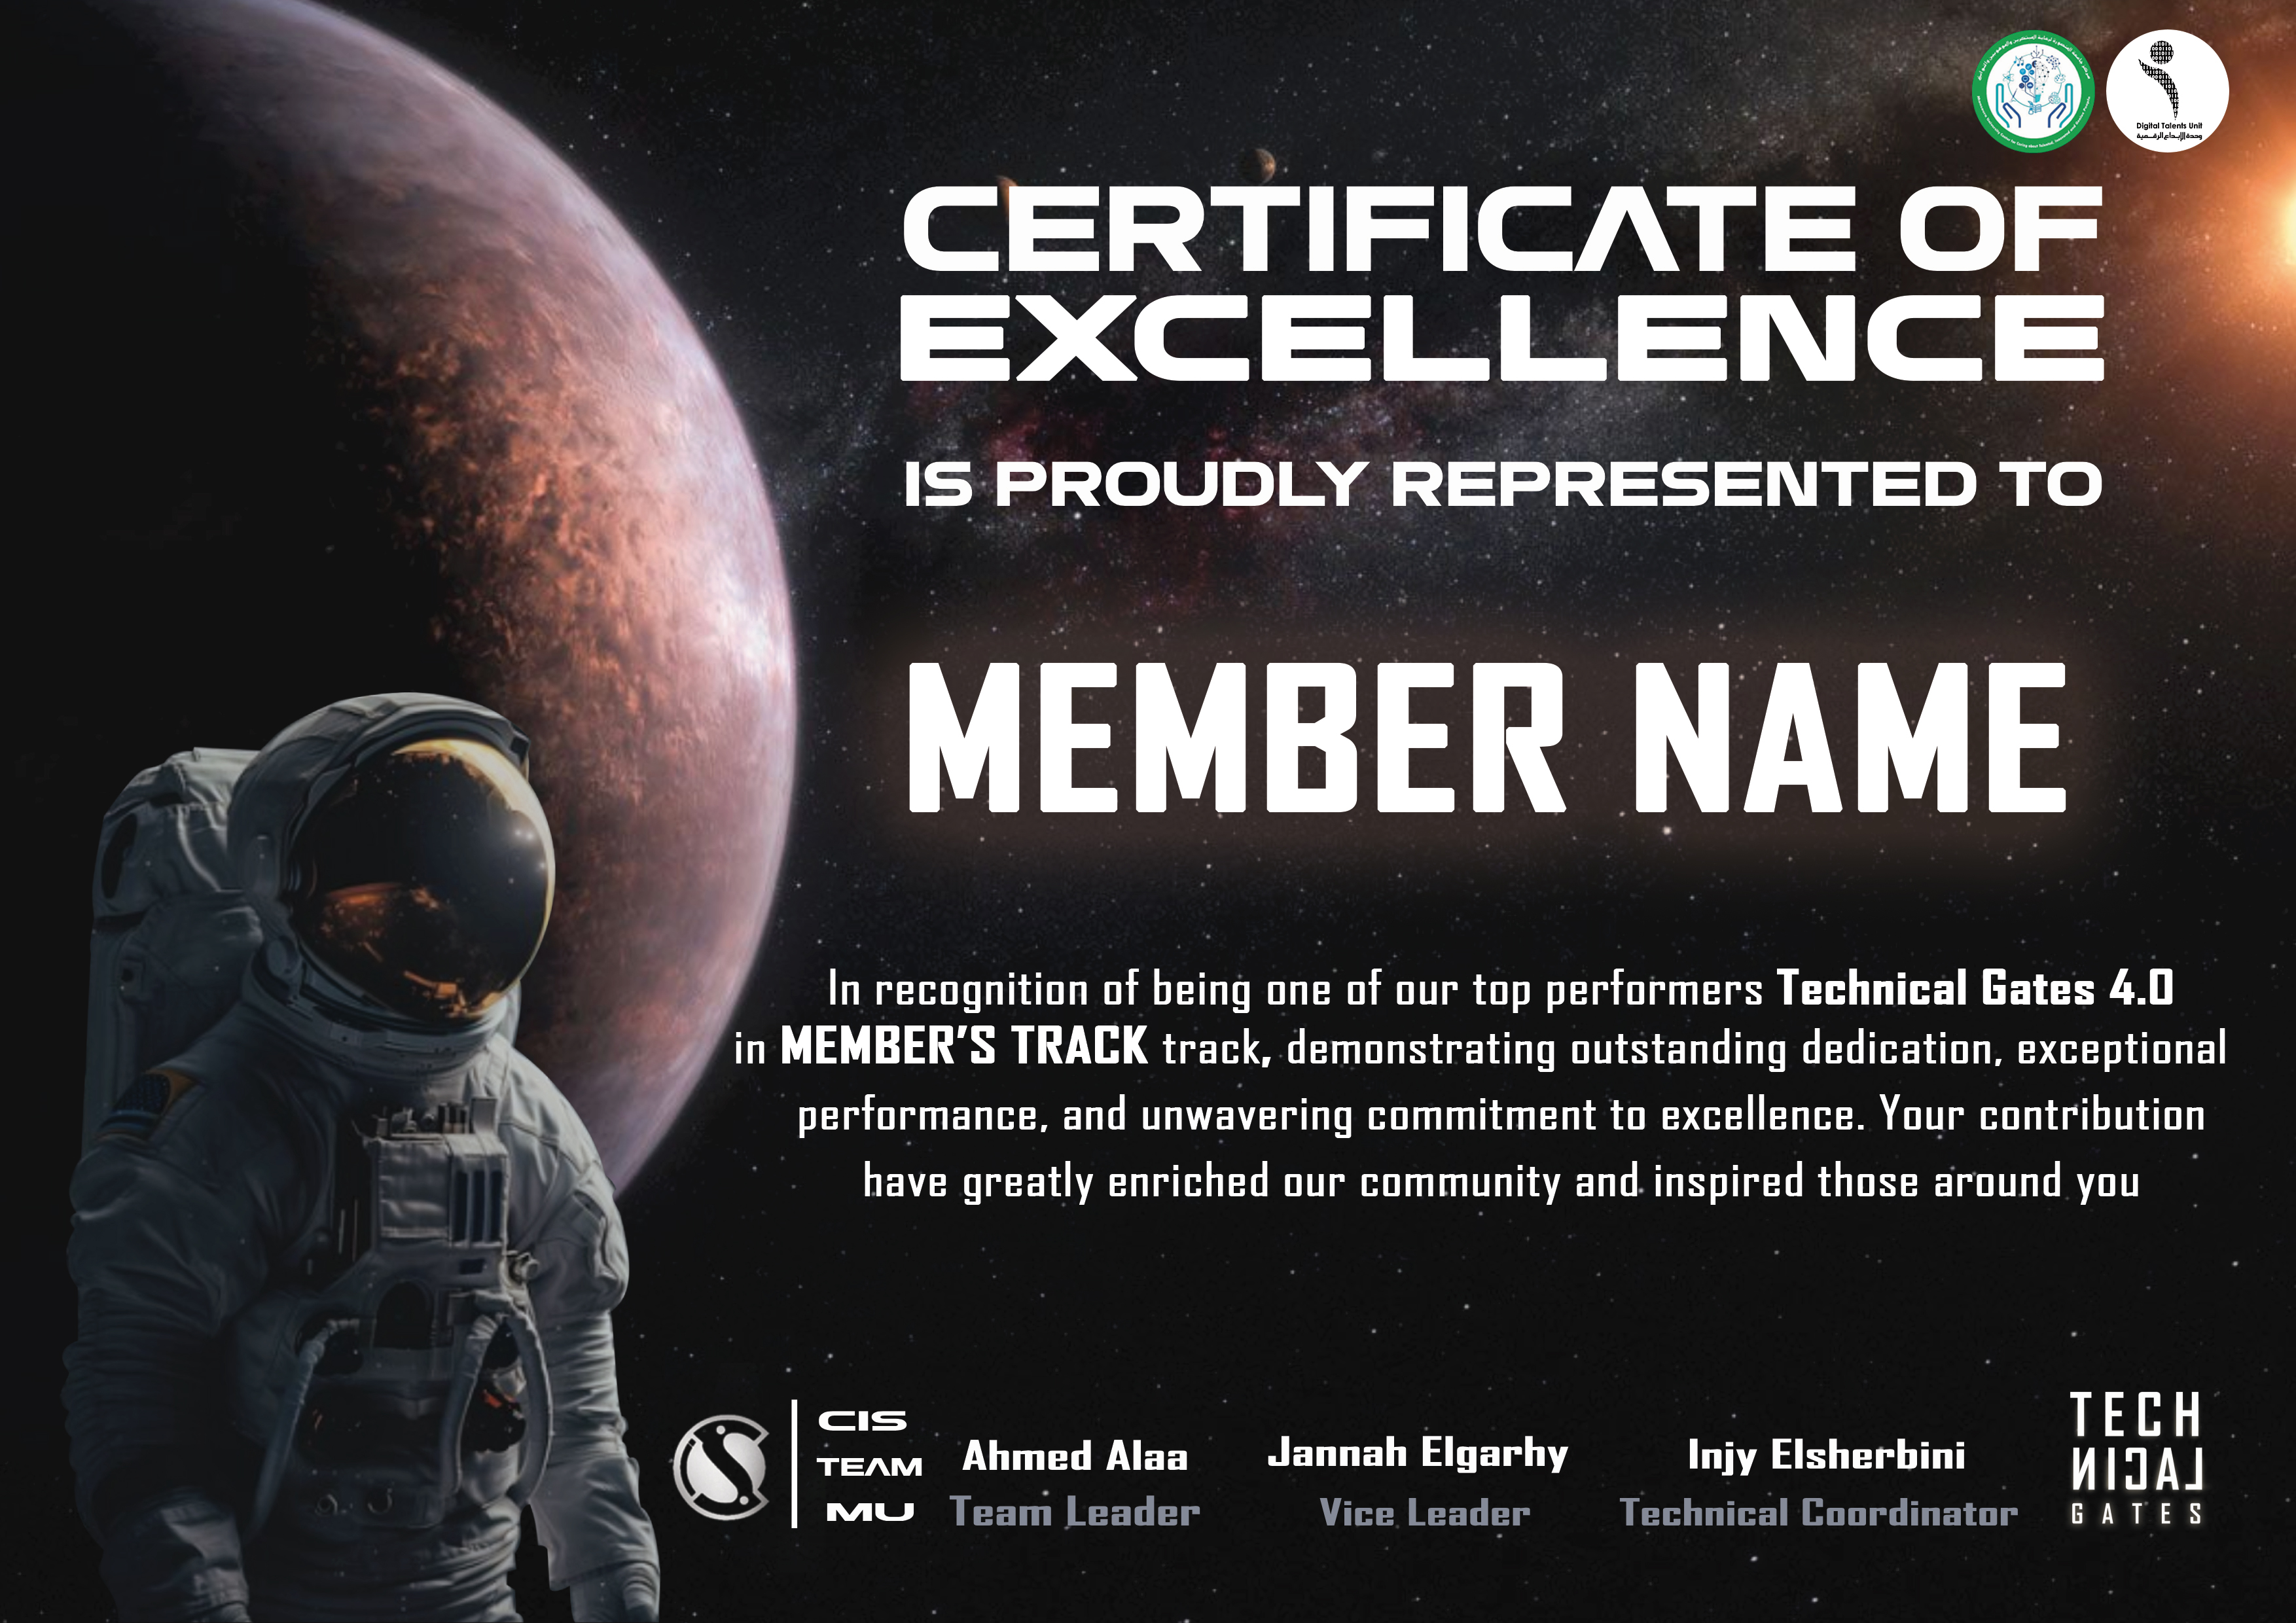 Digital Talents Unit
وحدة الإبداع الرقمية
CERTIFICATE OF
EXCELLENCE
IS PROUDLY REPRESENTED TO
MEMBER NAME
In recognition of being one of our top performers Technical Gates 4.0
in MEMBER'S TRACK track, demonstrating outstanding dedication, exceptional
performance, and unwavering commitment to excellence. Your contribution
have greatly enriched our community and inspired those around you
CIS
TEAM
MU
Ahmed Alaa
Team Leader
Jannah Elgarhy
Vice Leader
Injy Elsherbini
Technical Coordinator
TECH
NICAL
GATES